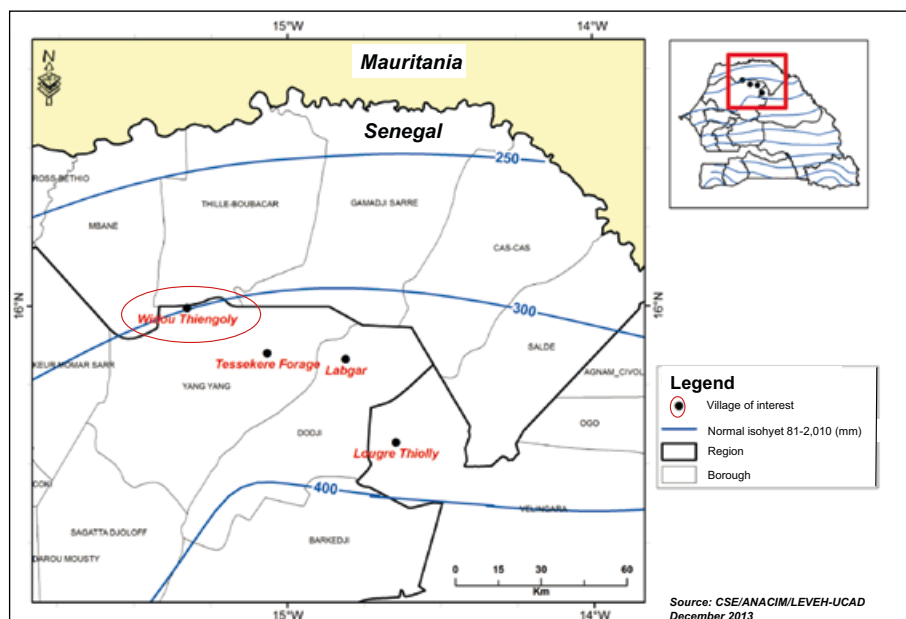 15°W
14°W
N
Mauritania
Senegal
250
ROSS-BETHIO
THILLE-BOUBACAR
GAMADJI SARRE
MBANE
CAS-CAS
16°N
300
16°N
Widou Thiengoly
SALDE
KEUR MOMAR SARR
Tessekere Forage
Labgar
AGNAM_CIVOL
YANG YANG
OGO
DODJI
Lougre Thiolly
COKI
400
VELINGARA
SAGATTA DJOLOFF
BARKEDJI
DAROU MOUSTY
0 15 30 60
Km
15°W
14°W
Legend
Village of interest
Normal isohyet 81-2,010 (mm)
Region
Borough
Source: CSE/ANACIM/LEVEH-UCAD
December 2013